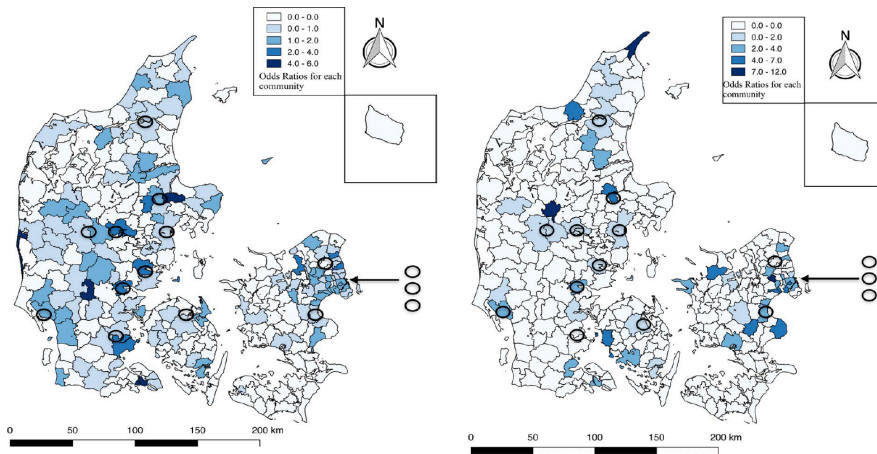 0.0 - 0.0
0.0 - 1.0
1.0 - 2.0
2.0 - 4.0
4.0 - 6.0
Odds Ratios for each
community
N
0 50 100 150 200 km
0.0 - 0.0
0.0 - 2.0
2.0 - 4.0
4.0 - 7.0
7.0 - 12.0
Odds Ratios for each
community
N
0 50 100 150 200 km